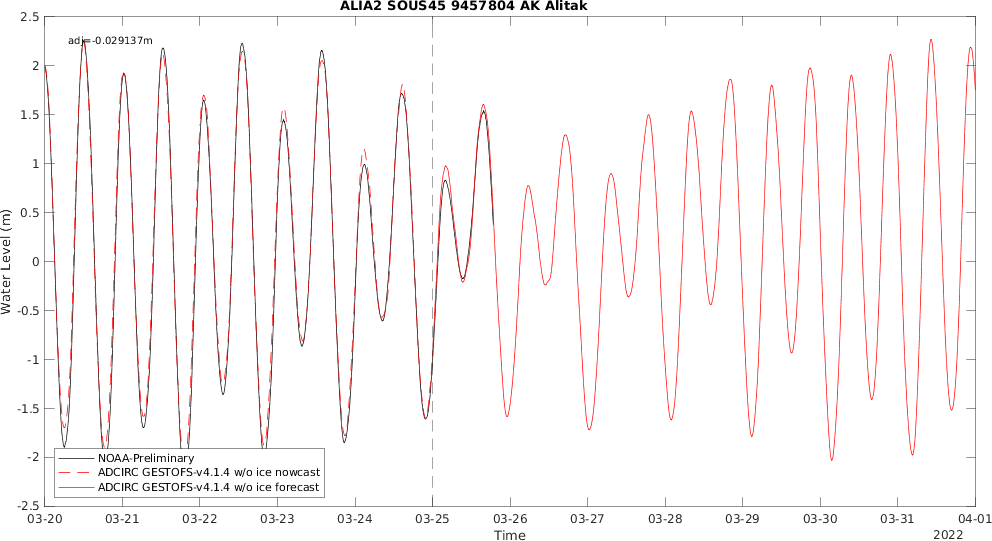 ALIA2 SOUS45 9457804 AK Alitak
adj=-0.029137m
Water Level (m)
2.5
2
1.5
1
0.5
0
-0.5
-1
-1.5
-2
-2.5
NOAA-Preliminary
ADCIRC GESTOFS-v4.1.4 w/o ice nowcast
ADCIRC GESTOFS-v4.1.4 w/o ice forecast
03-20 03-21 03-22 03-23 03-24 03-25 03-26 03-27 03-28 03-29 03-30 03-31 04-01
Time
2022